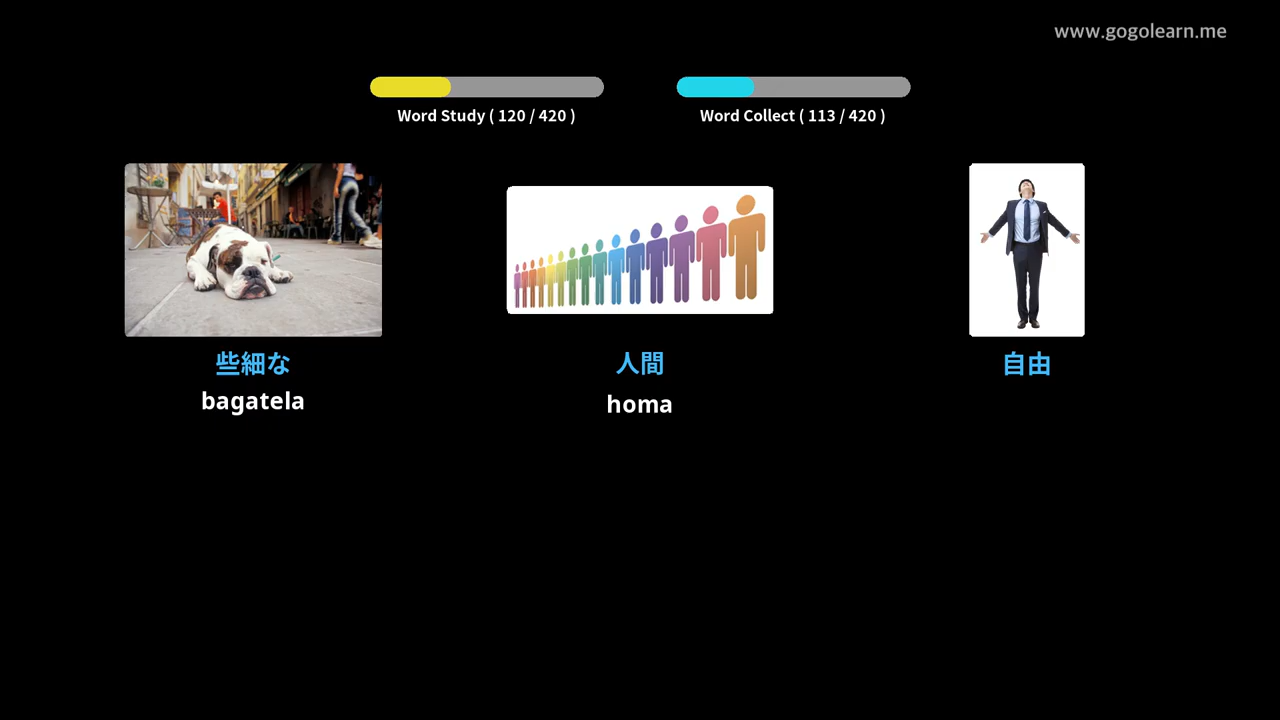 www.gogolearn.me
Word Study ( 120 / 420 )
Word Collect ( 113 / 420 )
些細な
bagatela
人間
homa
自由